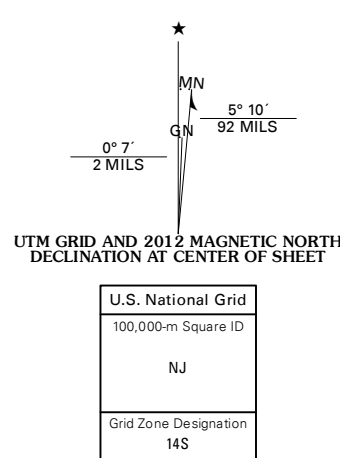 ★
MN
5° 10´
92 MILS
GN
0° 7´
2 MILS
UTM GRID AND 2012 MAGNETIC NORTH
DECLINATION AT CENTER OF SHEET
U.S. National Grid
100,000-m Square ID
NJ
Grid Zone Designation
14S